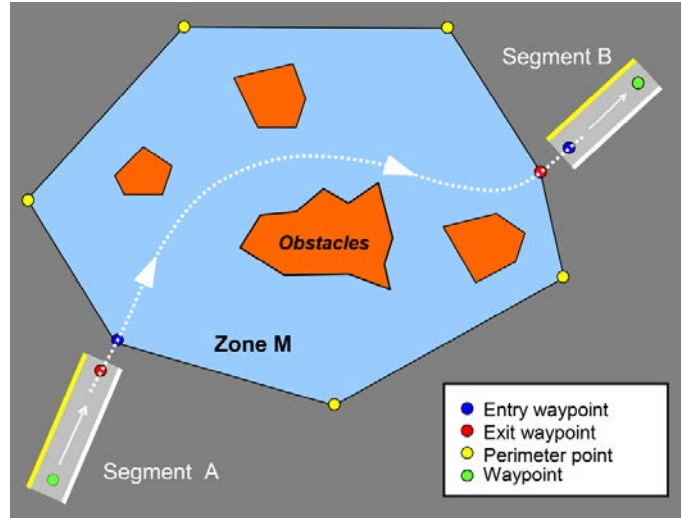 Segment B
Obstacles
Zone M
Segment A
Entry waypoint
Exit waypoint
Perimeter point
Waypoint